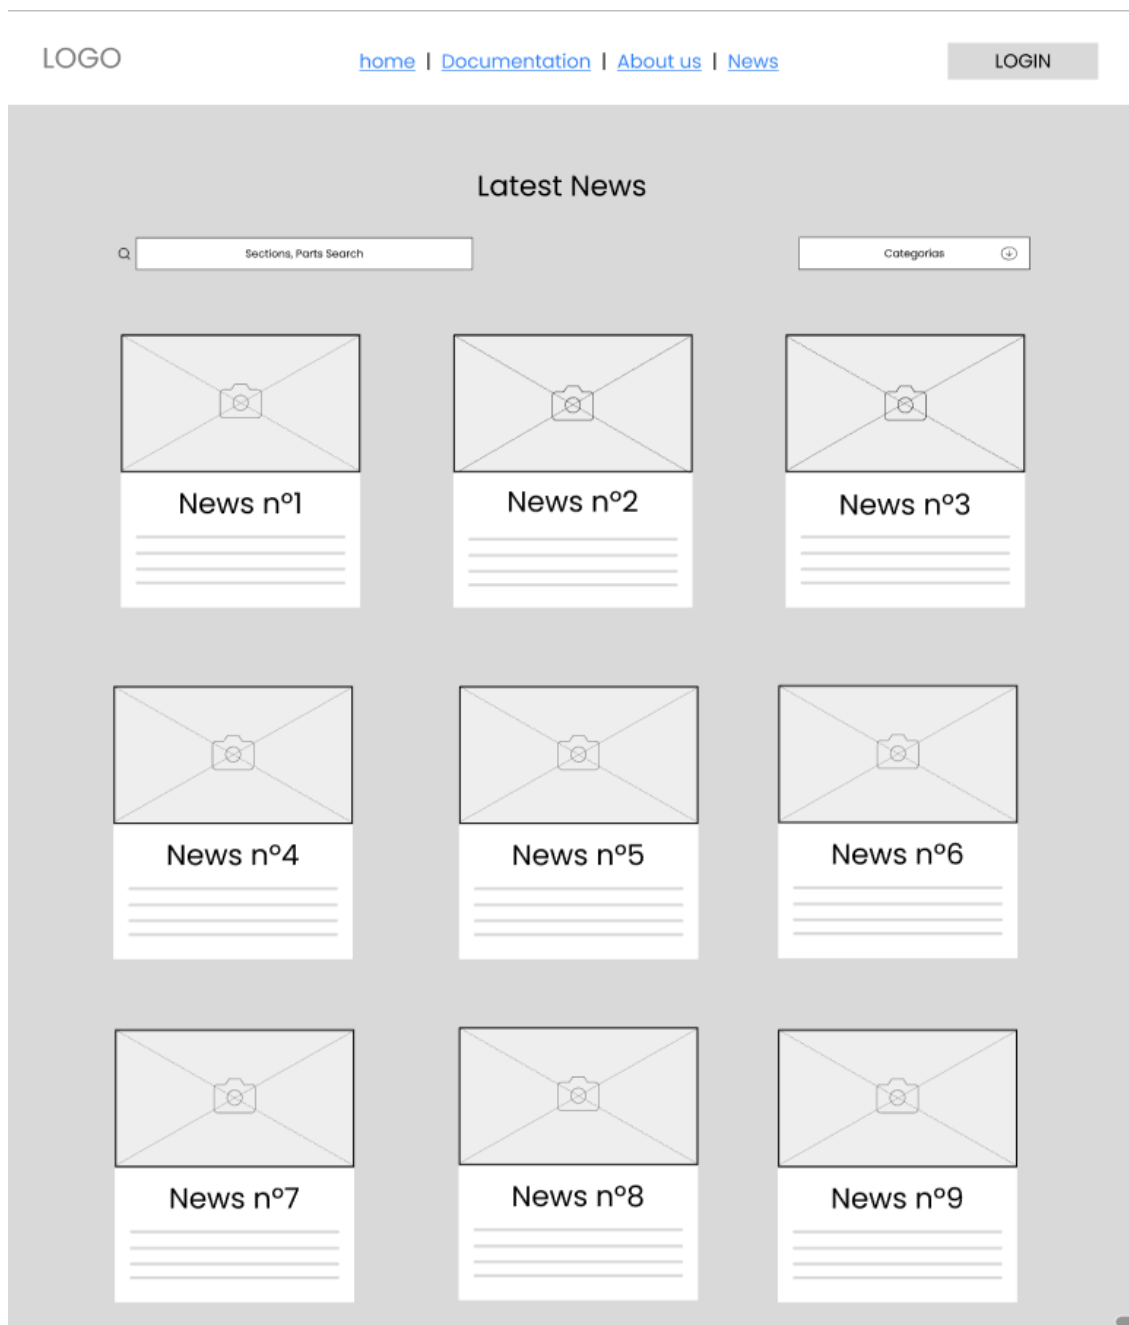 LOGO
home | Documentation | About us | News
LOGIN
Latest News
Sections, Parts Search
Categorias
News nº1
News nº2
News nº3
News nº4
News nº5
News nº6
News nº7
News nº8
News nº9